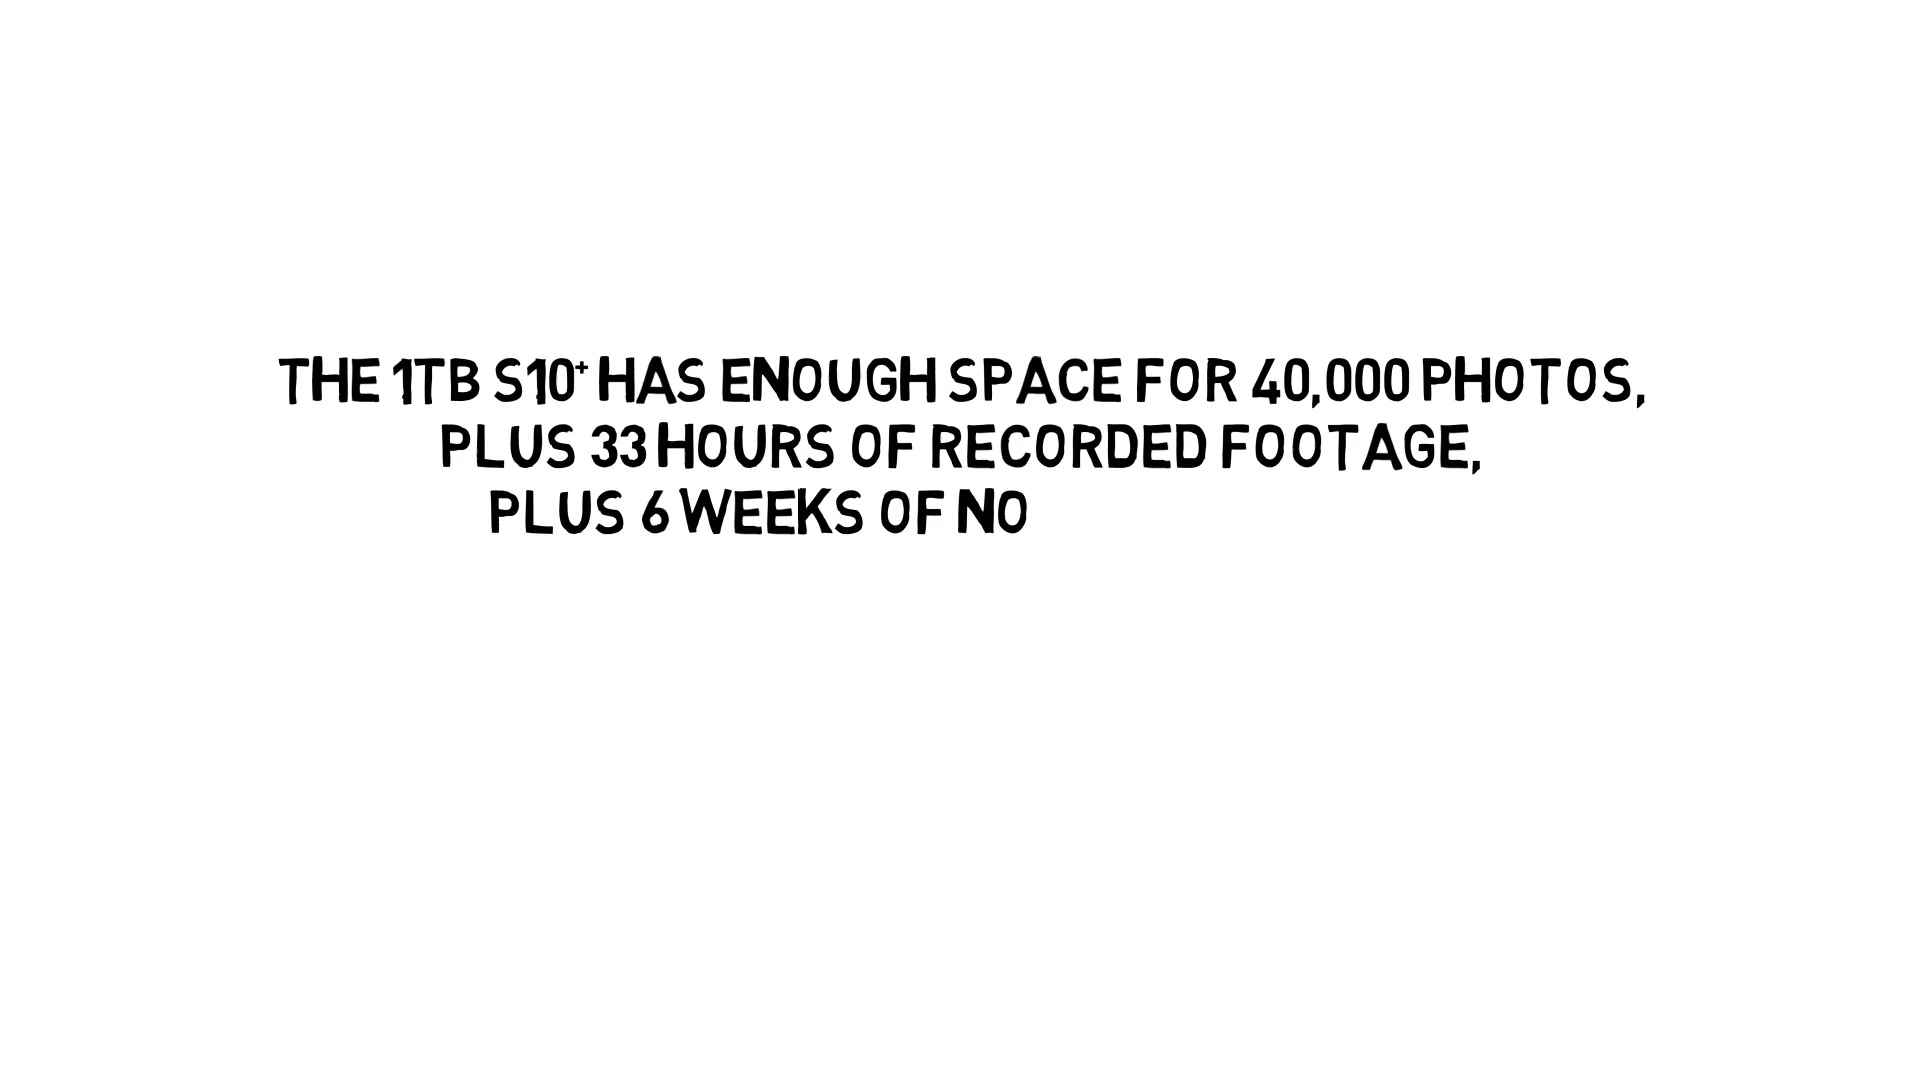 THE 1TB S10+ HAS ENOUGH SPACE FOR 40,000 PHOTOS,
PLUS 33 HOURS OF RECORDED FOOTAGE,
PLUS 6 WEEKS OF NO